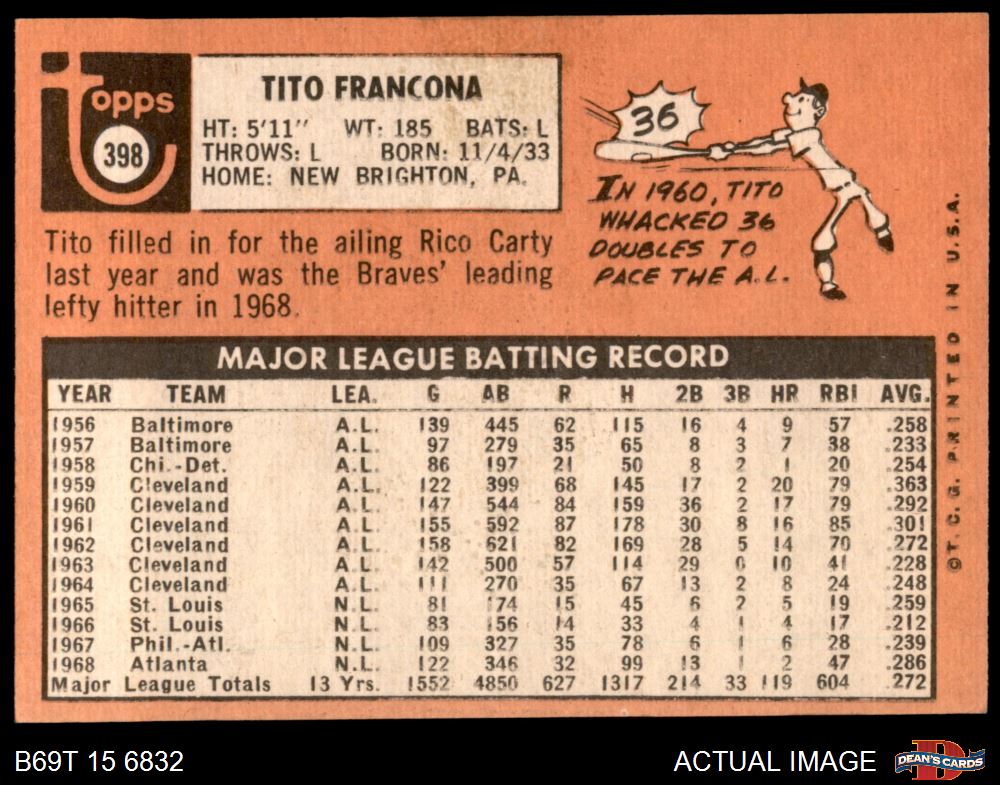 Topps
398
TITO FRANCONA
HT: 5'11" WT: 185 BATS: L
THROWS: L BORN: 11/4/33
HOME: NEW BRIGHTON, PA.
36
IN 1960, TITO
WHACKED 36
DOUBLES TO
PACE THE A.L.
Tito filled in for the ailing Rico Carty
last year and was the Braves' leading
lefty hitter in 1968.
MAJOR LEAGUE BATTING RECORD
YEAR TEAM LEA. G AB R H 2B 3B HR RBI AVG.
1956 Baltimore A.L. 139 445 62 115 16 4 9 57 .258
1957 Baltimore A.L. 97 279 35 65 8 3 7 38 .233
1958 Chi.-Det. A.L. 86 197 21 50 8 2 1 20 .254
1959 Cleveland A.L. 122 399 68 145 17 2 20 79 .363
1960 Cleveland A.L. 147 544 84 159 36 2 17 79 .292
1961 Cleveland A.L. 155 592 87 178 30 8 16 85 .301
1962 Cleveland A.L. 158 621 82 169 28 5 14 70 .272
1963 Cleveland A.L. 142 500 57 114 29 0 10 41 .228
1964 Cleveland A.L. 111 270 35 67 13 2 8 24 .248
1965 St. Louis N.L. 81 174 15 45 6 2 5 19 .259
1966 St. Louis N.L. 83 156 14 33 4 1 4 17 .212
1967 Phil.-Atl. N.L. 109 327 35 78 6 1 6 28 .239
1968 Atlanta N.L. 122 346 32 99 13 1 2 47 .286
Major League Totals 13 Yrs. 1552 4850 627 1317 214 33 119 604 .272
©T.C.G. PRINTED IN U.S.A.
B69T 15 6832
ACTUAL IMAGE
DEAN'S CARDS